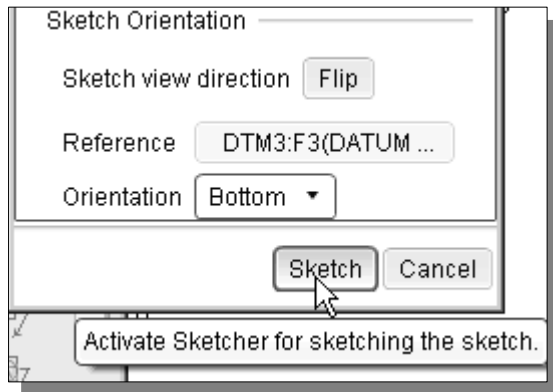 Sketch Orientation
Sketch view direction Flip
Reference DTM3:F3(DATUM ...
Orientation Bottom
Sketch Cancel
Activate Sketcher for sketching the sketch.